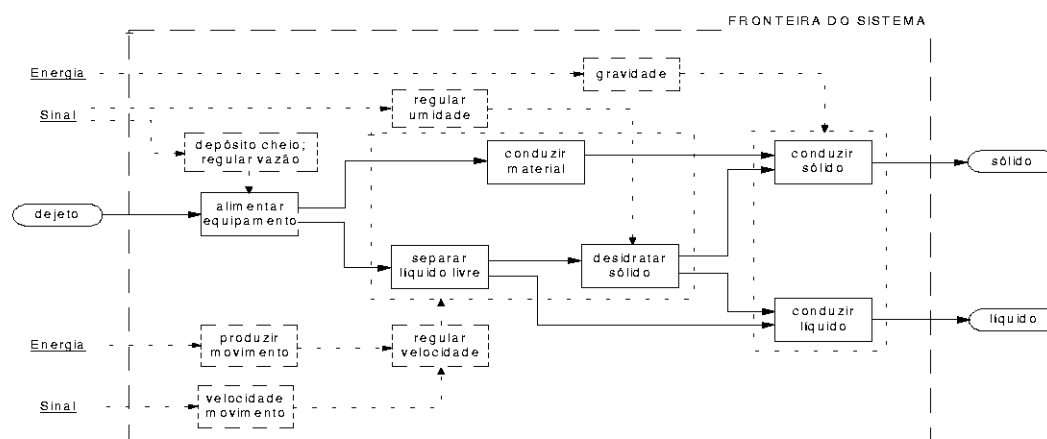 FRONTEIRA DO SISTEMA
Energia
gravidade
Sinal
regular
umidade
depósito cheio;
regular vazão
conduzir
material
conduzir
sólido
sólido
dejeto
alimentar
equipamento
separar
líquido livre
desidratar
sólido
conduzir
líquido
líquido
Energia
produzir
movimento
regular
velocidade
Sinal
velocidade
movimento